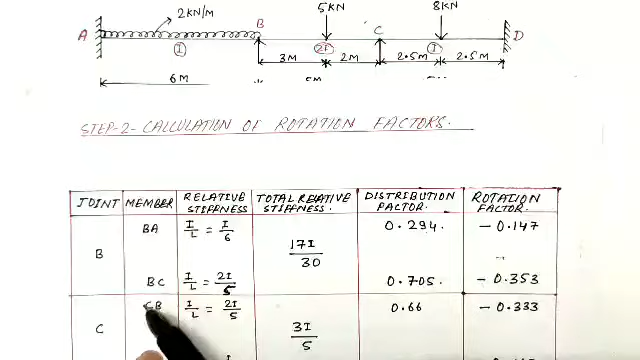 2KN/M 5KN 8KN
A B C D
I 2I I
3M 2M 2.5M 2.5M
6M 5M
STEP-2- CALCULATION OF ROTATION FACTORS.
JOINT MEMBER RELATIVE STIFFNESS TOTAL RELATIVE STIFFNESS. DISTRIBUTION FACTOR. ROTATION FACTOR.
BA I/L = I/6 0.294. - 0.147
B 17I/30
BC I/L = 2I/5 0.705. - 0.353
CB I/L = 2I/5 0.66 - 0.333
C 3I/5